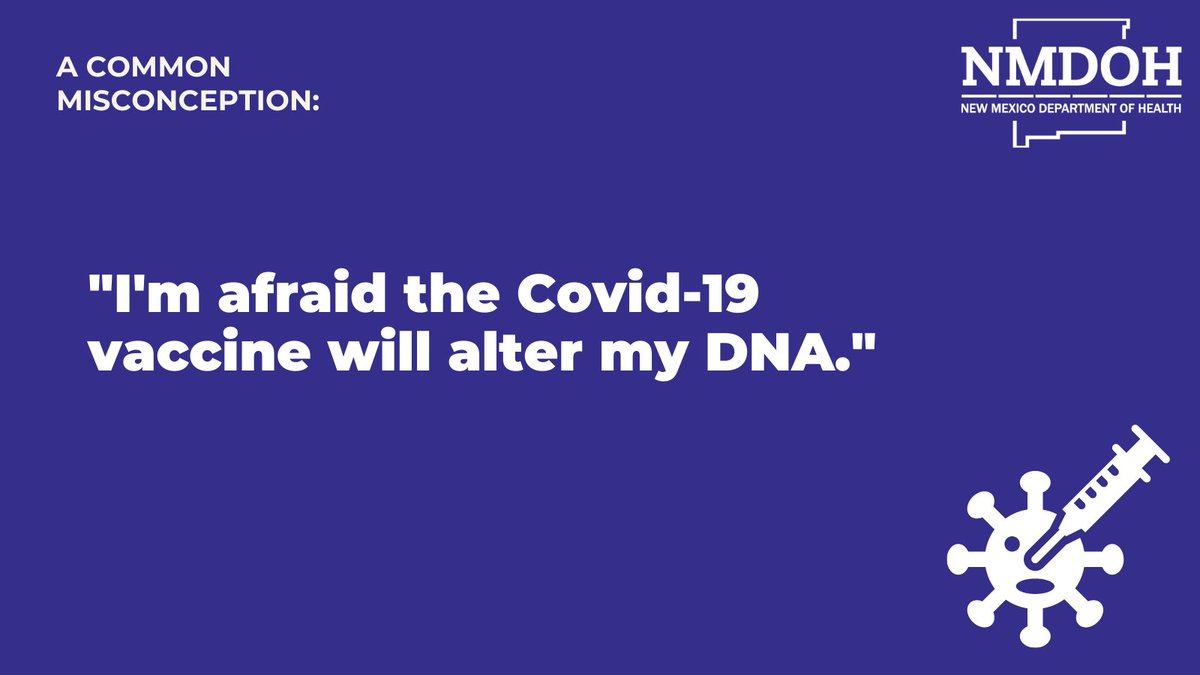 A COMMON
MISCONCEPTION:
NMDOH
NEW MEXICO DEPARTMENT OF HEALTH
"I'm afraid the Covid-19
vaccine will alter my DNA."